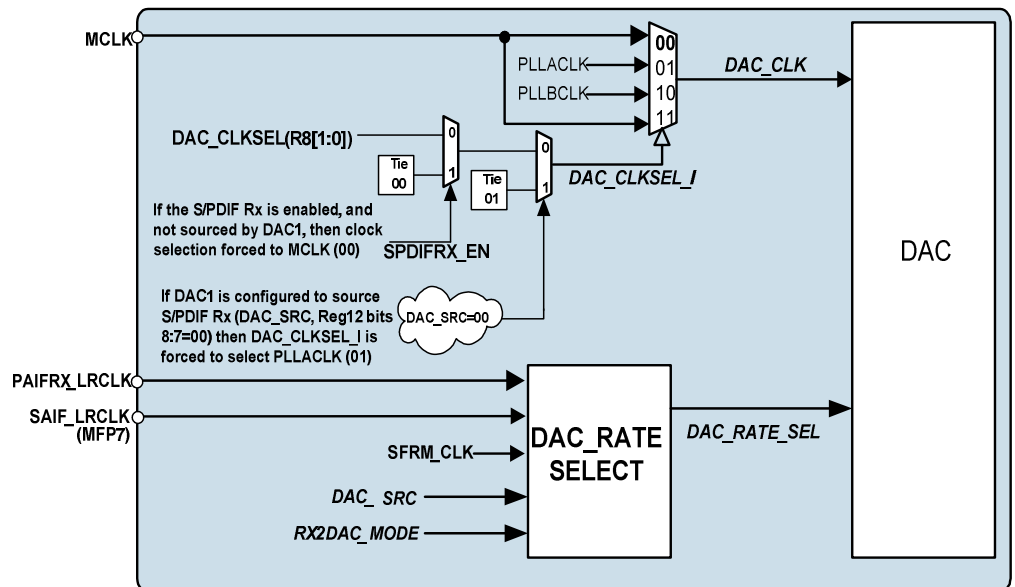 MCLK
00
PLLACLK
01
DAC_CLK
PLLBCLK
10
11
DAC_CLKSEL(R8[1:0])
0
Tie
00
1
0
Tie
01
1
DAC_CLKSEL_I
If the S/PDIF Rx is enabled, and
not sourced by DAC1, then clock
selection forced to MCLK (00)
SPDIFRX_EN
If DAC1 is configured to source
S/PDIF Rx (DAC_SRC, Reg12 bits
8:7=00) then DAC_CLKSEL_I is
forced to select PLLACLK (01)
DAC_SRC=00
DAC
PAIFRX_LRCLK
SAIF_LRCLK
(MFP7)
SFRM_CLK
DAC_ SRC
RX2DAC_MODE
DAC_RATE
SELECT
DAC_RATE_SEL